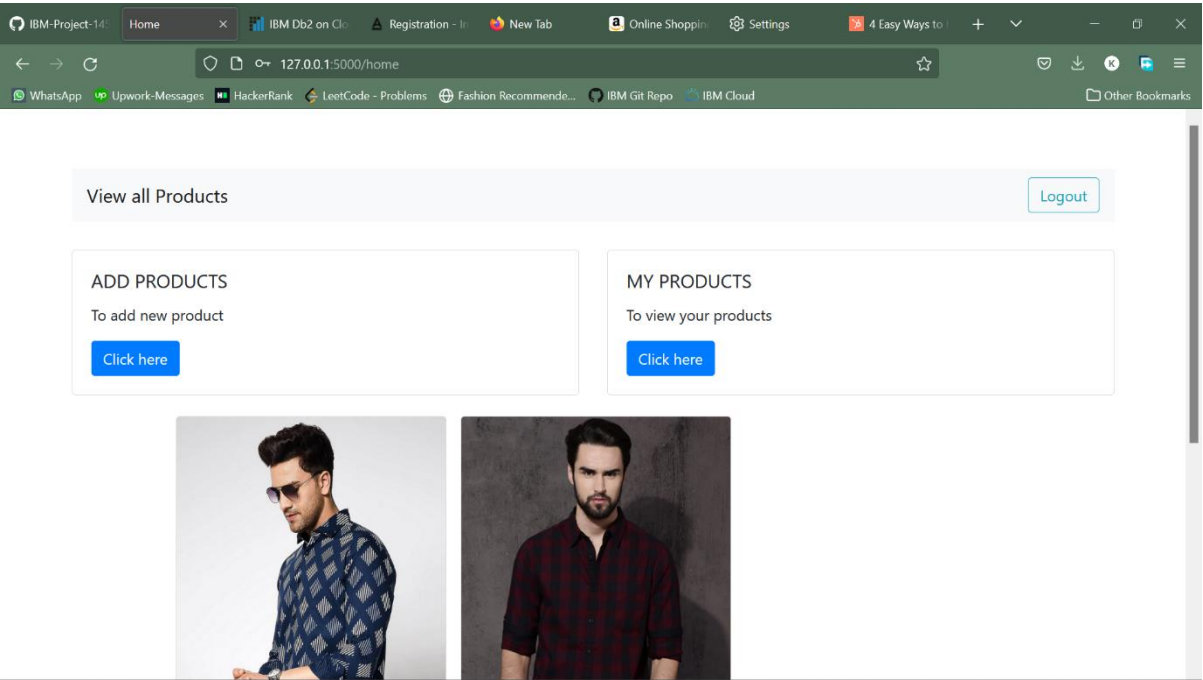 IBM-Project-145 Home IBM Db2 on Clo Registration - In New Tab Online Shoppin Settings 4 Easy Ways to
127.0.0.1:5000/home
WhatsApp Upwork-Messages HackerRank LeetCode - Problems Fashion Recommende... IBM Git Repo IBM Cloud Other Bookmarks
View all Products Logout
ADD PRODUCTS MY PRODUCTS
To add new product To view your products
Click here Click here